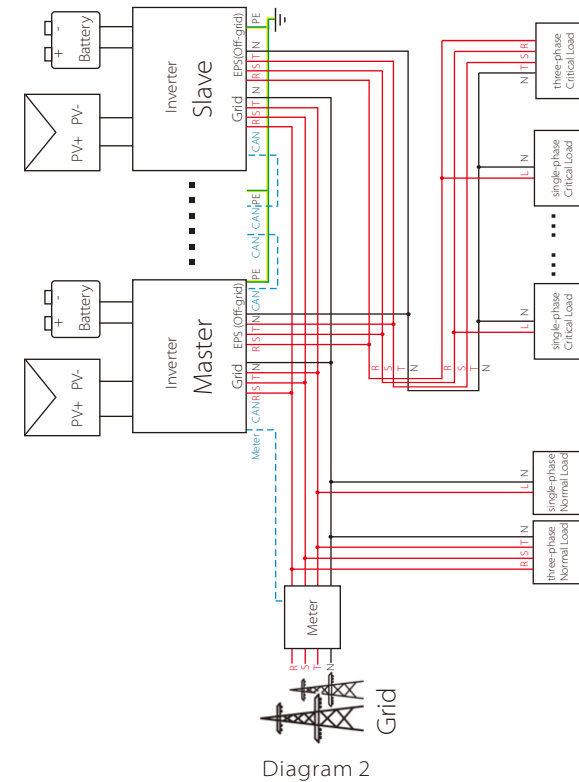 Battery
+ -
PV+ PV-
Inverter
Slave
PE
EPS(Off-grid)
R S T N
Grid
R S T N
CAN
PE
CAN
CAN
Battery
+ -
PV+ PV-
Inverter
Master
PE
CAN
EPS (Off-grid)
R S T N
Grid
R S T N
CAN
Meter
three-phase
Critical Load
N T S R
single-phase
Critical Load
L N
single-phase
Critical Load
L N
R
S
T
N
single-phase
Normal Load
L N
three-phase
Normal Load
R S T N
Meter
R
S
T
N
Grid
Diagram 2